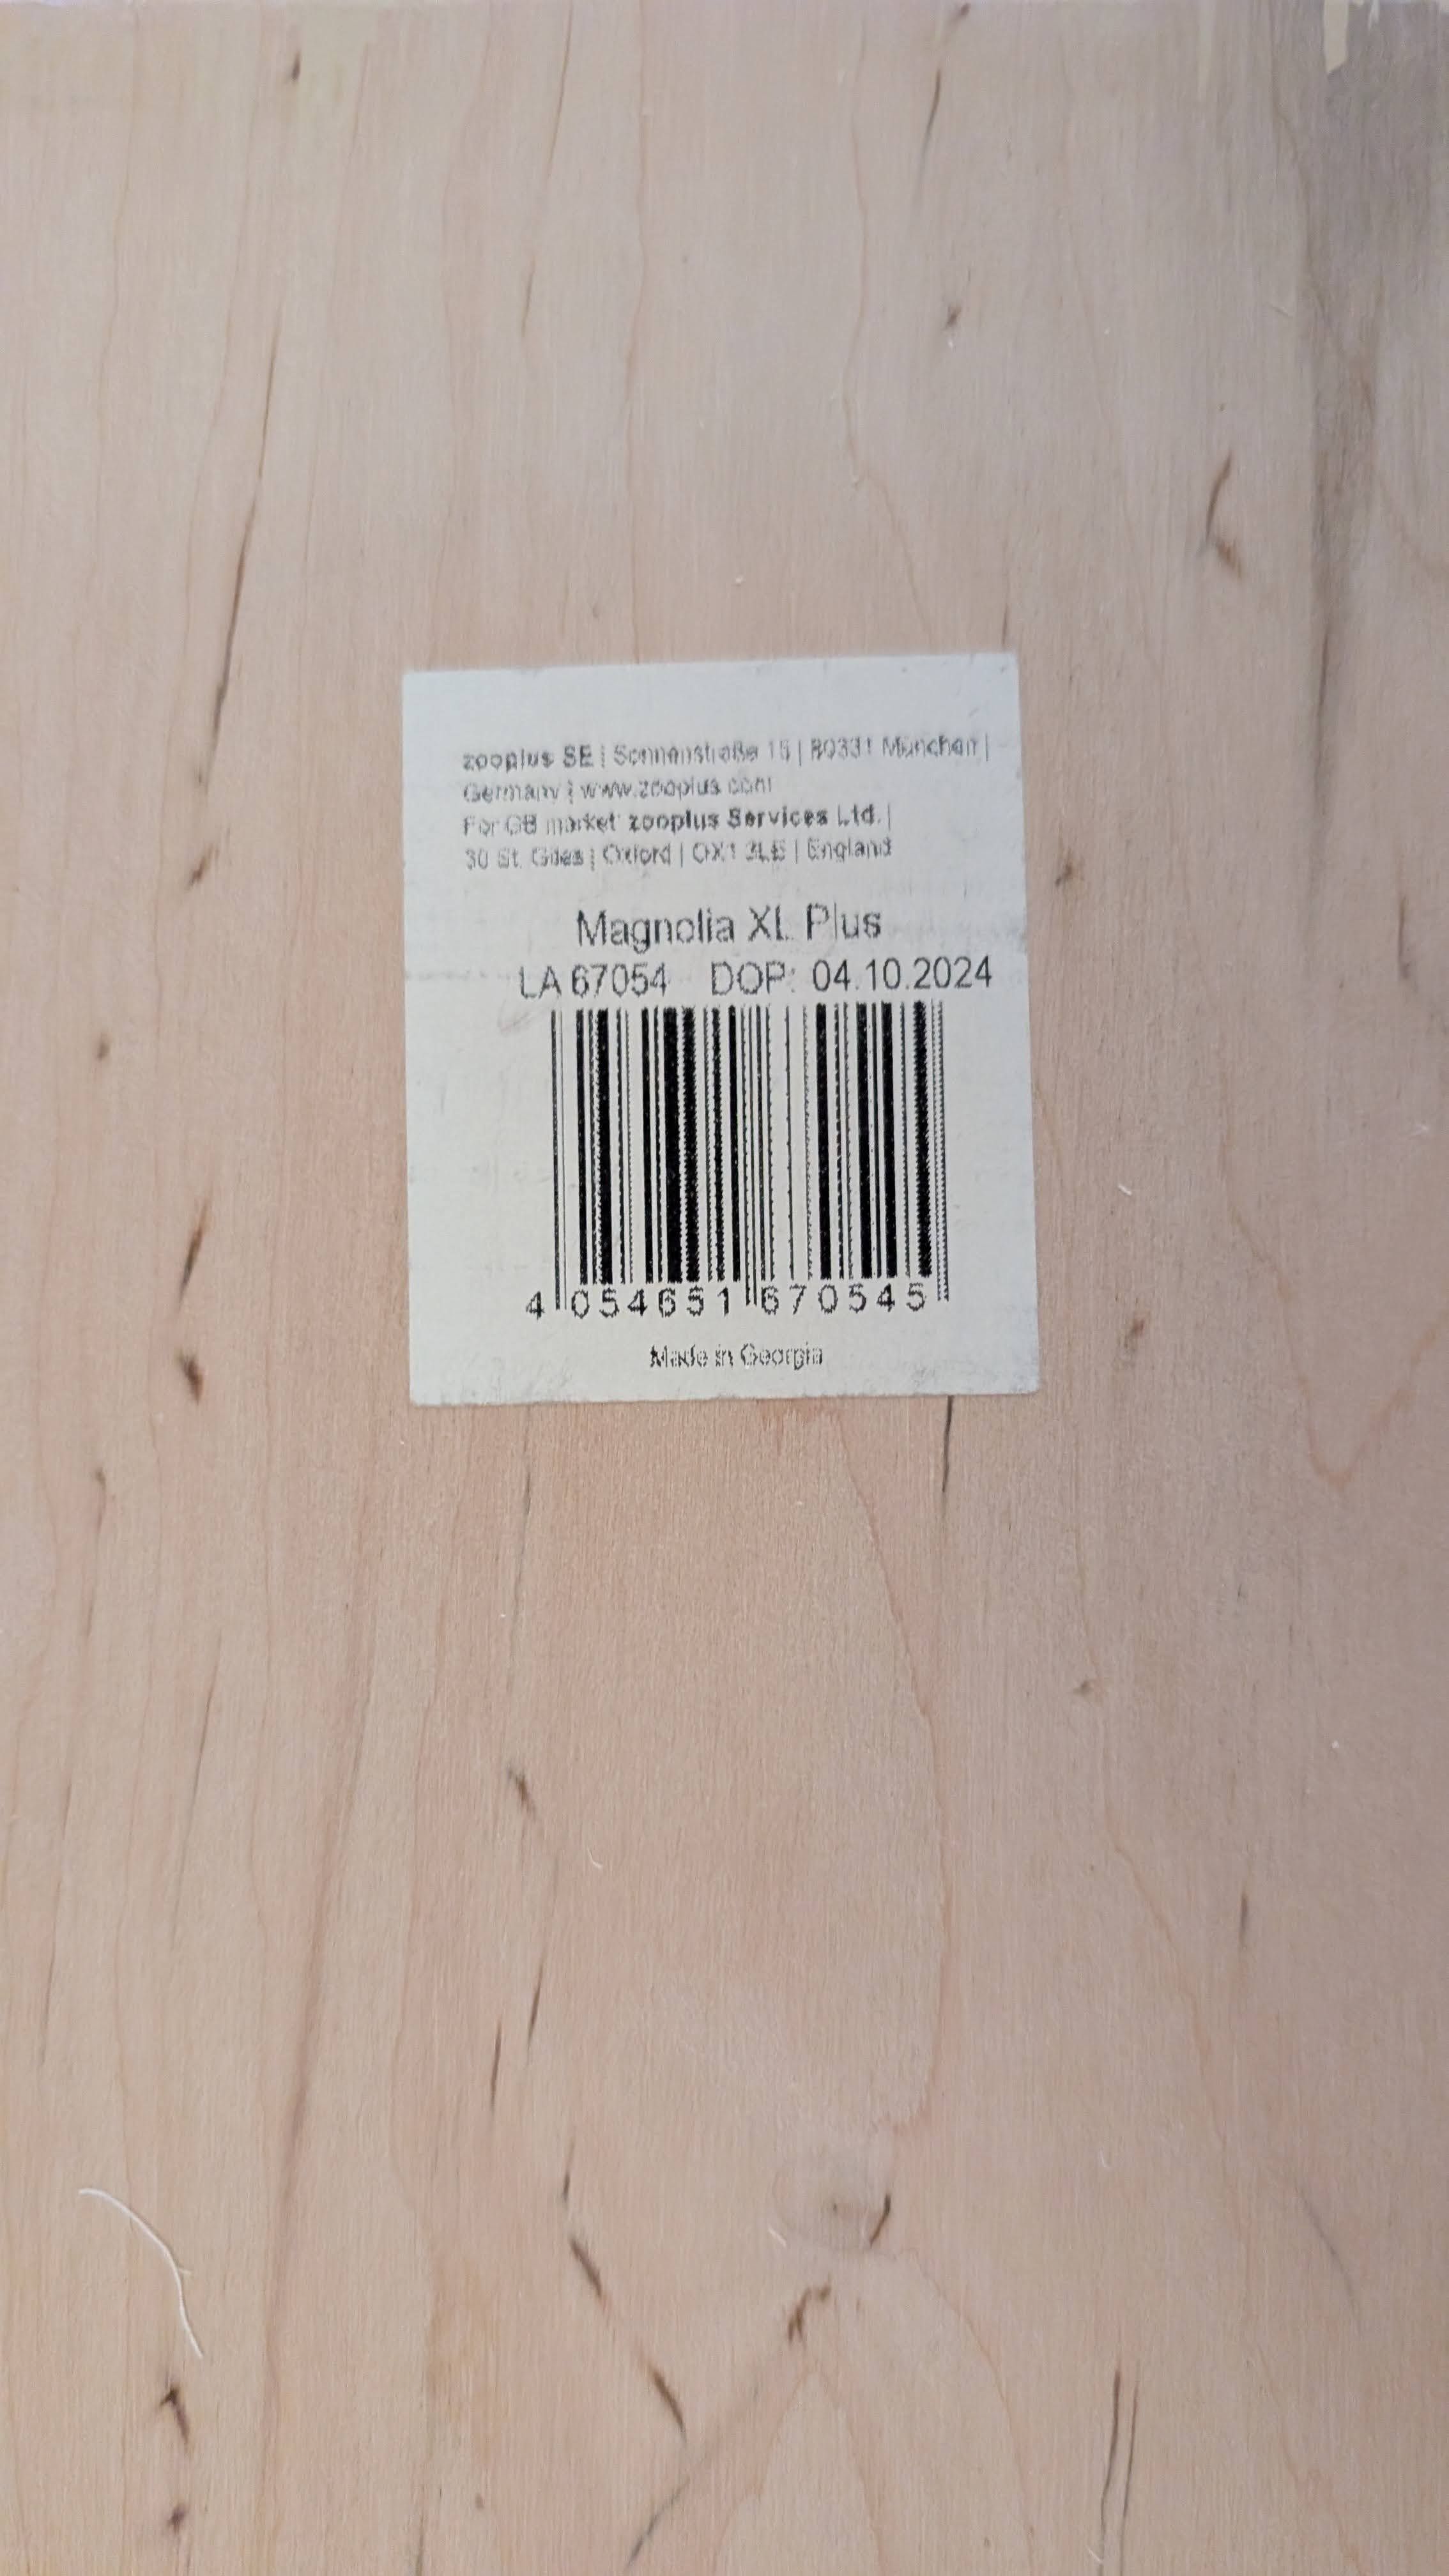 zooplus SE | Sonnenstraße 15 | 80331 München |
Germany | www.zooplus.com
For GB market: zooplus Services Ltd. |
30 St. Giles | Oxford | OX1 3LE | England
Magnolia XL Plus
LA 67054 DOP: 04.10.2024
4 054651 670545
Made in Georgia